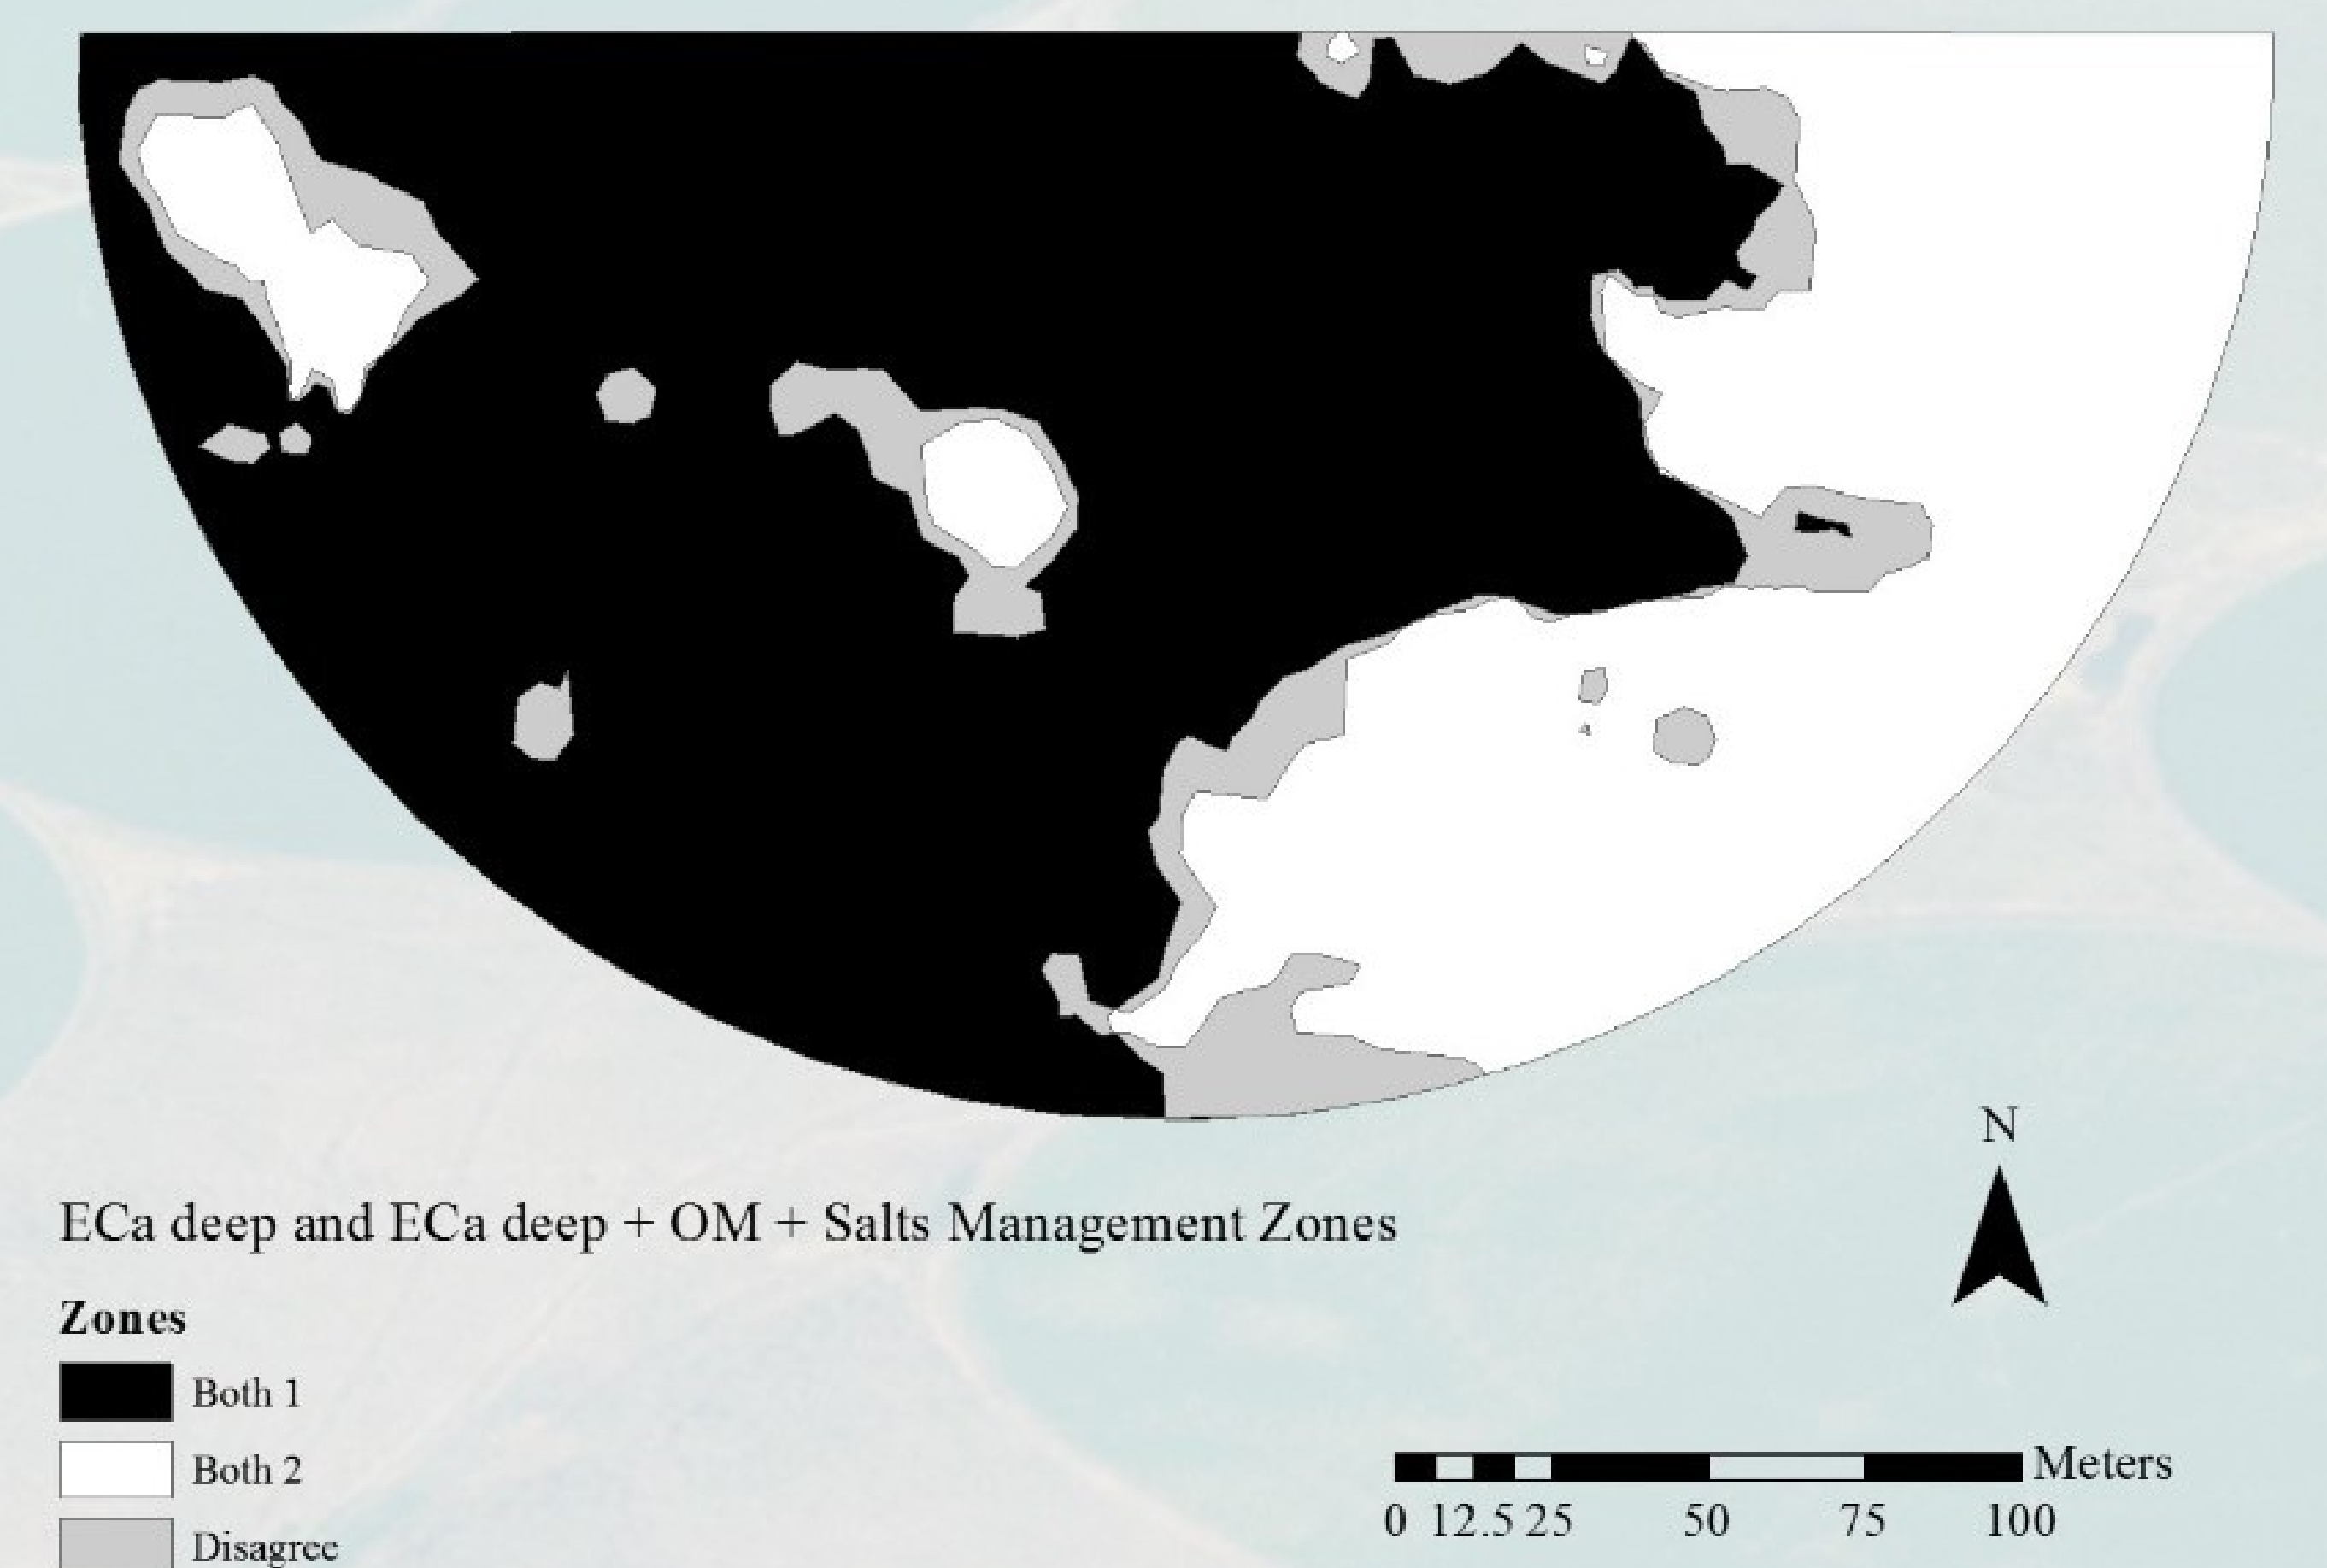 N
ECa deep and ECa deep + OM + Salts Management Zones
Zones
Both 1
Both 2
Disagree
Meters
0 12.5 25 50 75 100